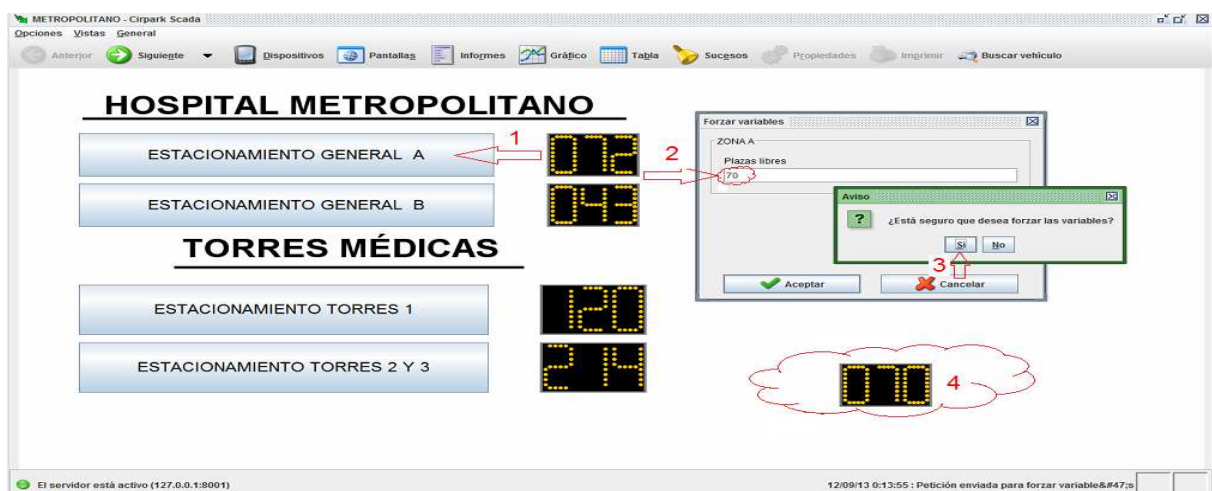 METROPOLITANO - Cirpark Scada
Opciones Vistas General
Anterior Siguiente Dispositivos Pantallas Informes Gráfico Tabla Sucesos Propiedades Imprimir Buscar vehículo
HOSPITAL METROPOLITANO
ESTACIONAMIENTO GENERAL A
1
072
2
ESTACIONAMIENTO GENERAL B
043
TORRES MÉDICAS
ESTACIONAMIENTO TORRES 1
120
ESTACIONAMIENTO TORRES 2 Y 3
214
Forzar variables
ZONA A
Plazas libres
70
Aviso
?
¿Está seguro que desea forzar las variables?
Si No
3
Aceptar Cancelar
070
4
El servidor está activo (127.0.0.1:8001)
12/09/13 0:13:55 : Petición enviada para forzar variable&#47;s